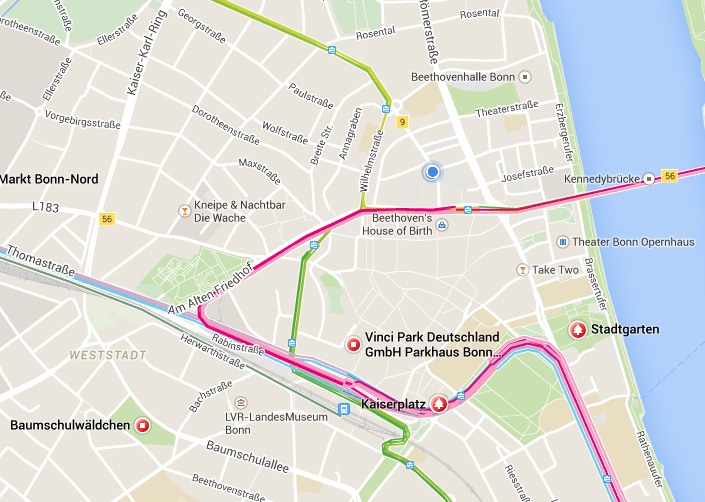 Dorotheenstraße
Georgstraße
Kaiser-Karl-Ring
Ellerstraße
Ellerstraße
Rosental
Rosental
Römerstraße
Beethovenhalle Bonn
Paulstraße
Theaterstraße
Erzbergerufer
Vorgebirgsstraße
Dorotheenstraße
Wolfstraße
Breite Str.
Annagraben
9
Wilhelmstraße
Maxstraße
Josefstraße
Kennedybrücke
56
Markt Bonn-Nord
L183
56
Kneipe & Nachtbar
Die Wache
Beethoven's
House of Birth
Theater Bonn Opernhaus
Thomastraße
Am Alten Friedhof
Take Two
Brassertufer
Rabinstraße
Herwarthstraße
WESTSTADT
Vinci Park Deutschland
GmbH Parkhaus Bonn...
Stadtgarten
Bachstraße
Kaiserplatz
LVR-LandesMuseum
Bonn
Baumschulwäldchen
Baumschulallee
Beethovenstraße
Riesstraße
Rathenauufer